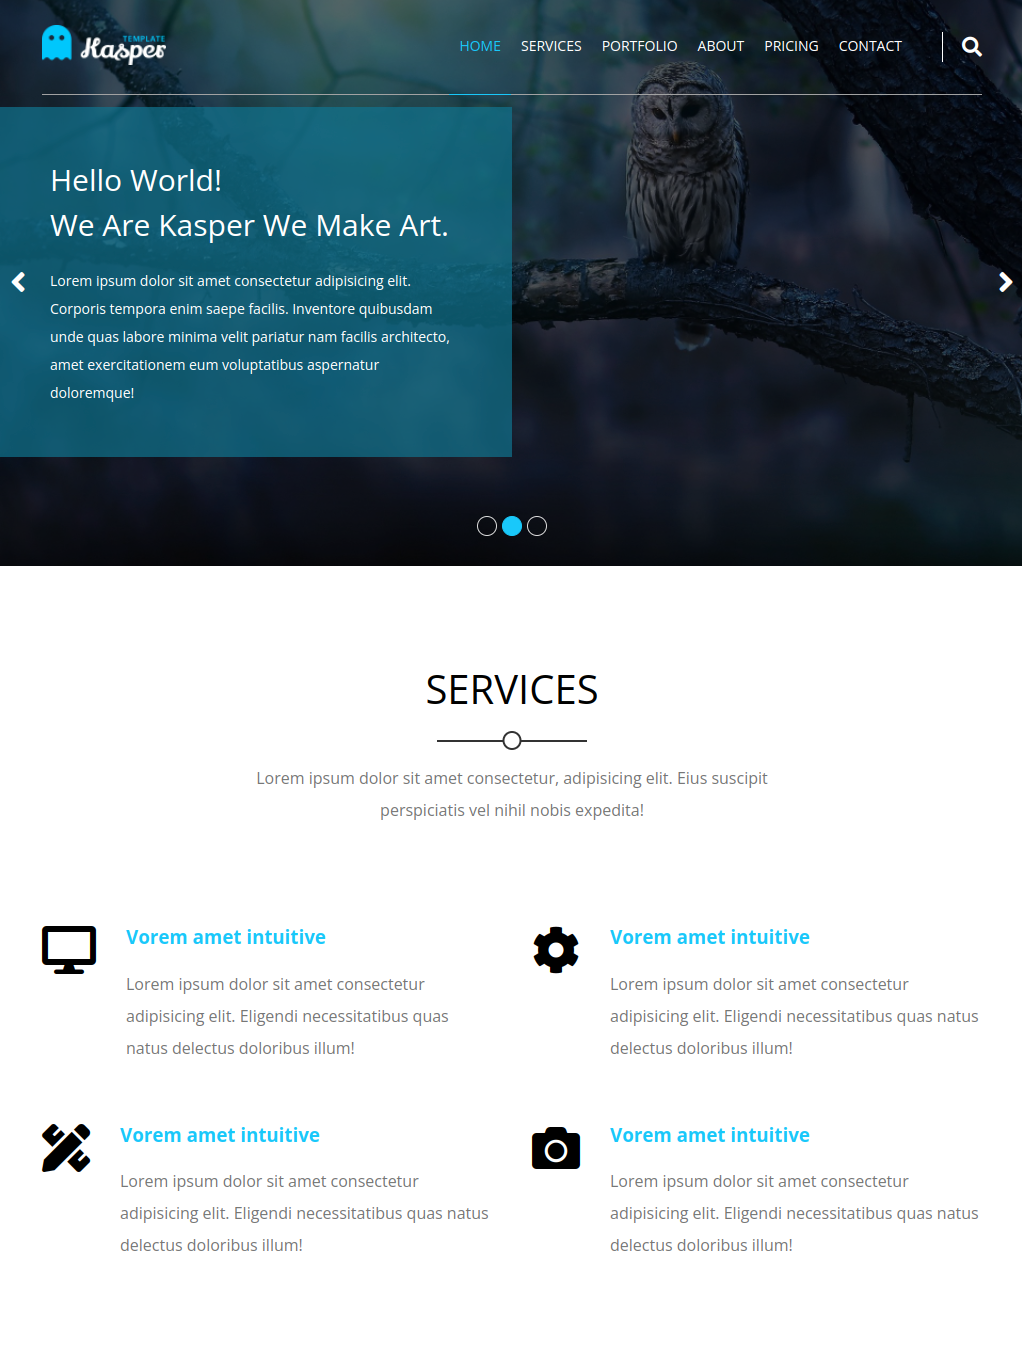 TEMPLATE
Kasper
HOME SERVICES PORTFOLIO ABOUT PRICING CONTACT
Hello World!
We Are Kasper We Make Art.
Lorem ipsum dolor sit amet consectetur adipisicing elit.
Corporis tempora enim saepe facilis. Inventore quibusdam
unde quas labore minima velit pariatur nam facilis architecto,
amet exercitationem eum voluptatibus aspernatur
doloremque!
SERVICES
Lorem ipsum dolor sit amet consectetur, adipisicing elit. Eius suscipit
perspiciatis vel nihil nobis expedita!
Vorem amet intuitive
Lorem ipsum dolor sit amet consectetur
adipisicing elit. Eligendi necessitatibus quas
natus delectus doloribus illum!
Vorem amet intuitive
Lorem ipsum dolor sit amet consectetur
adipisicing elit. Eligendi necessitatibus quas natus
delectus doloribus illum!
Vorem amet intuitive
Lorem ipsum dolor sit amet consectetur
adipisicing elit. Eligendi necessitatibus quas natus
delectus doloribus illum!
Vorem amet intuitive
Lorem ipsum dolor sit amet consectetur
adipisicing elit. Eligendi necessitatibus quas natus
delectus doloribus illum!